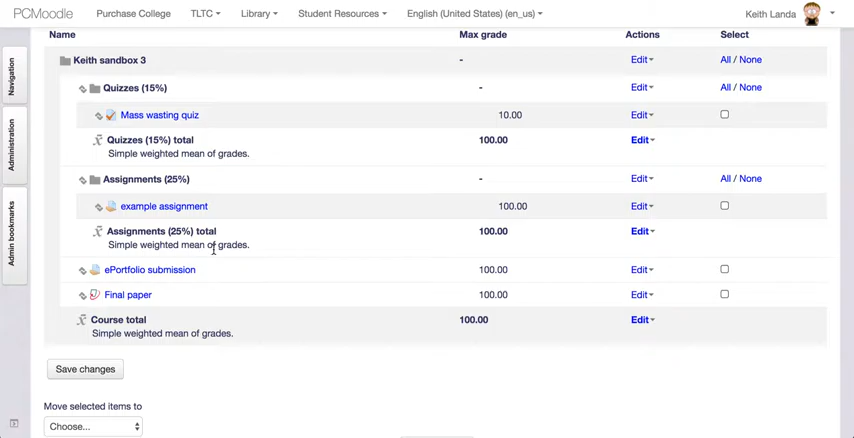 PCMoodle Purchase College TLTC Library Student Resources English (United States) (en_us) Keith Landa
Name Max grade Actions Select
Keith sandbox 3 - Edit All / None
Quizzes (15%) - Edit All / None
Mass wasting quiz 10.00 Edit
Quizzes (15%) total 100.00 Edit
Simple weighted mean of grades.
Assignments (25%) - Edit All / None
example assignment 100.00 Edit
Assignments (25%) total 100.00 Edit
Simple weighted mean of grades.
ePortfolio submission 100.00 Edit
Final paper 100.00 Edit
Course total 100.00 Edit
Simple weighted mean of grades.
Save changes
Move selected items to
Choose...
Navigation
Administration
Admin bookmarks